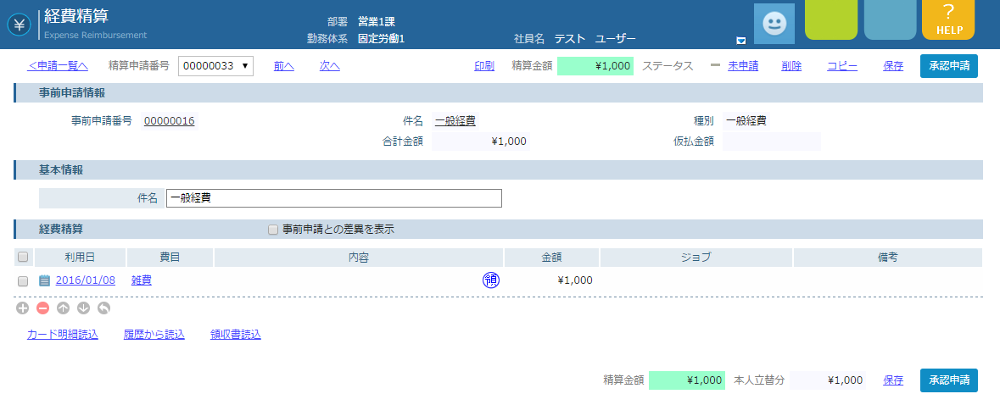 ¥ 経費精算
Expense Reimbursement
部署 営業1課
勤務体系 固定労働1 社員名 テスト ユーザー
?
HELP
<申請一覧へ 精算申請番号 00000033 ▼ 前へ 次へ 印刷 精算金額 ¥1,000 ステータス ー 未申請 削除 コピー 保存 承認申請
事前申請情報
事前申請番号 00000016 件名 一般経費 種別 一般経費
合計金額 ¥1,000 仮払金額
基本情報
件名 一般経費
経費精算 事前申請との差異を表示
利用日 費目 内容 金額 ジョブ 備考
2016/01/08 雑費 領 ¥1,000
カード明細読込 履歴から読込 領収書読込
精算金額 ¥1,000 本人立替分 ¥1,000 保存 承認申請